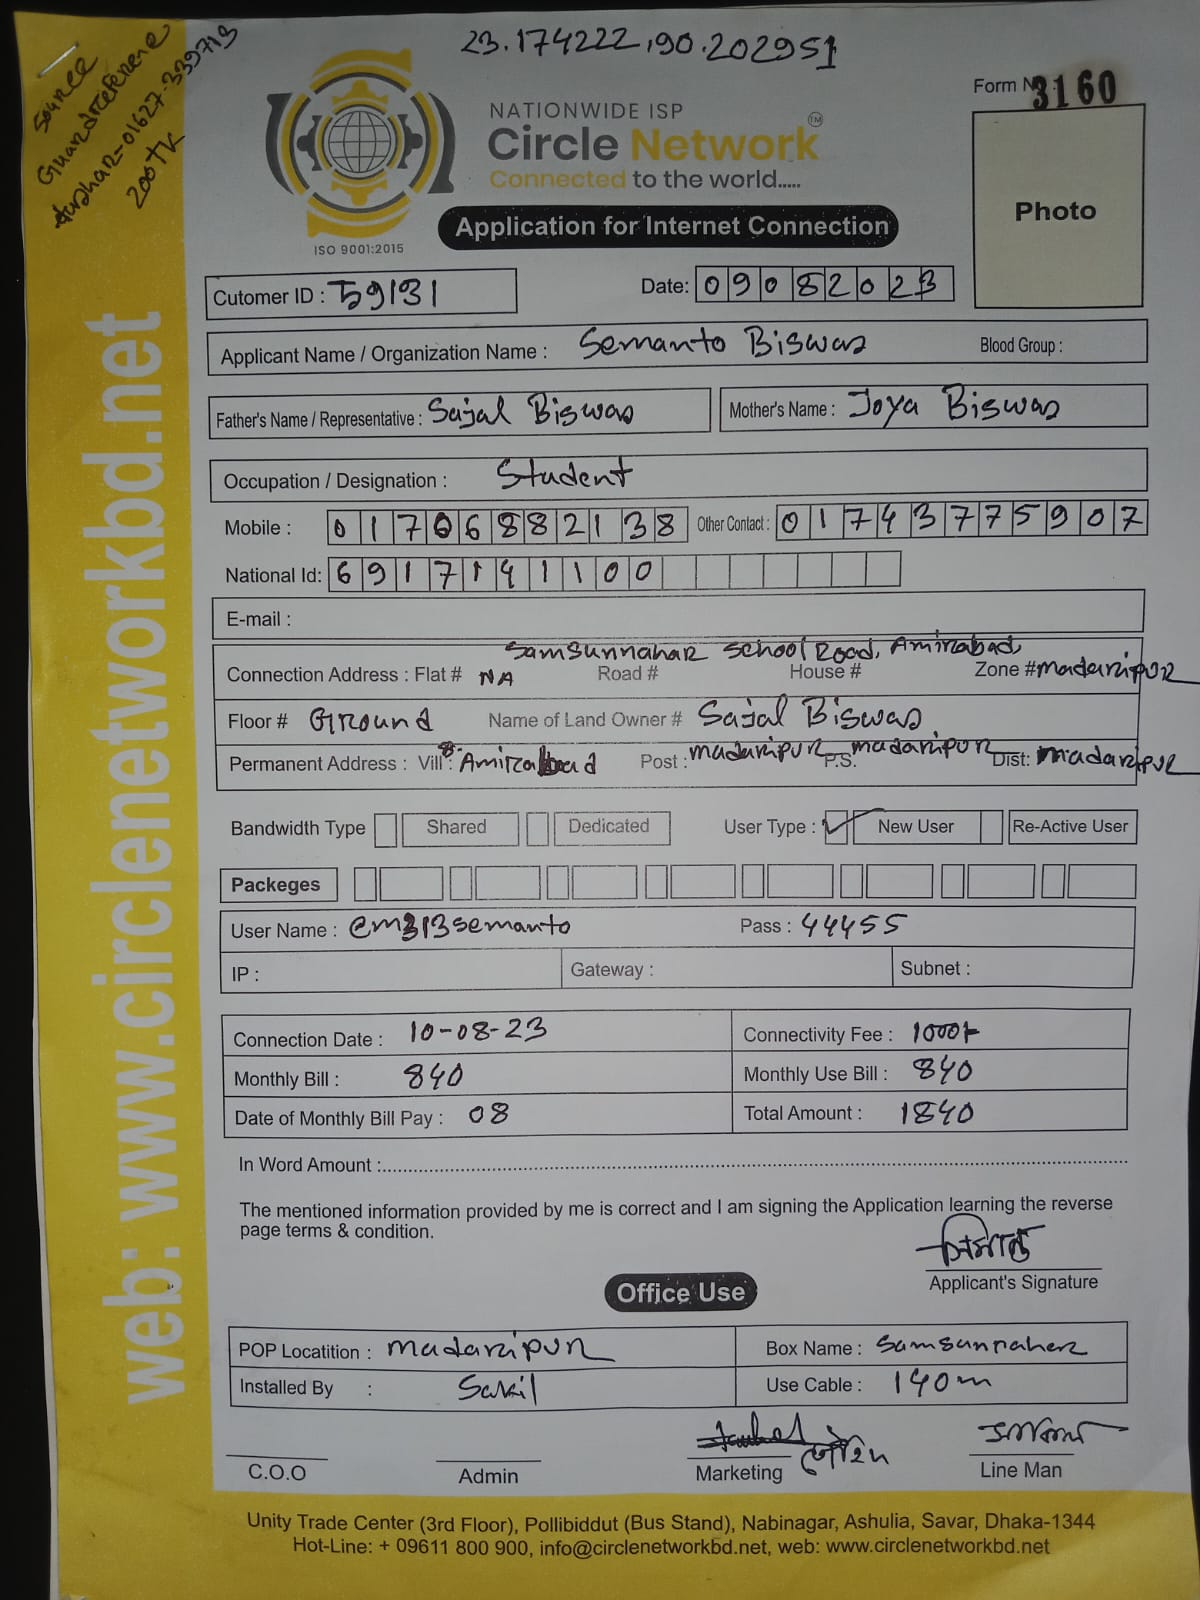 23.174222,90.202951
Source
Guardreference
01627-339713
200 TK
Form N 3160
NATIONWIDE ISP
Circle Network TM
Connected to the world.....
ISO 9001:2015
Photo
Application for Internet Connection
Cutomer ID : 59131
Date: 09082023
Applicant Name / Organization Name : Semanto Biswas Blood Group :
Father's Name / Representative : Sajal Biswas Mother's Name : Joya Biswas
Occupation / Designation : Student
Mobile : 01706882138 Other Contact : 01743775907
National Id: 6917141100
E-mail :
Samsunnahar School Road, Amirabad,
Connection Address : Flat # NA Road # House # Zone # madaripur
Floor # Ground Name of Land Owner # Sajal Biswas
Permanent Address : Vill : Amirabad Post : madaripur P.S. madaripur Dist: madaripur
Bandwidth Type Shared Dedicated User Type : New User Re-Active User
Packeges
User Name : cm313semanto Pass : 44455
IP : Gateway : Subnet :
Connection Date : 10-08-23 Connectivity Fee : 1000/-
Monthly Bill : 840 Monthly Use Bill : 840
Date of Monthly Bill Pay : 08 Total Amount : 1840
In Word Amount :
The mentioned information provided by me is correct and I am signing the Application learning the reverse
page terms & condition.
Applicant's Signature
Office Use
POP Locatition : madaripur Box Name : Samsunnaher
Installed By : Sakil Use Cable : 140m
C.O.O Admin Marketing Line Man
Unity Trade Center (3rd Floor), Pollibiddut (Bus Stand), Nabinagar, Ashulia, Savar, Dhaka-1344
Hot-Line: + 09611 800 900, info@circlenetworkbd.net, web: www.circlenetworkbd.net
web: www.circlenetworkbd.net